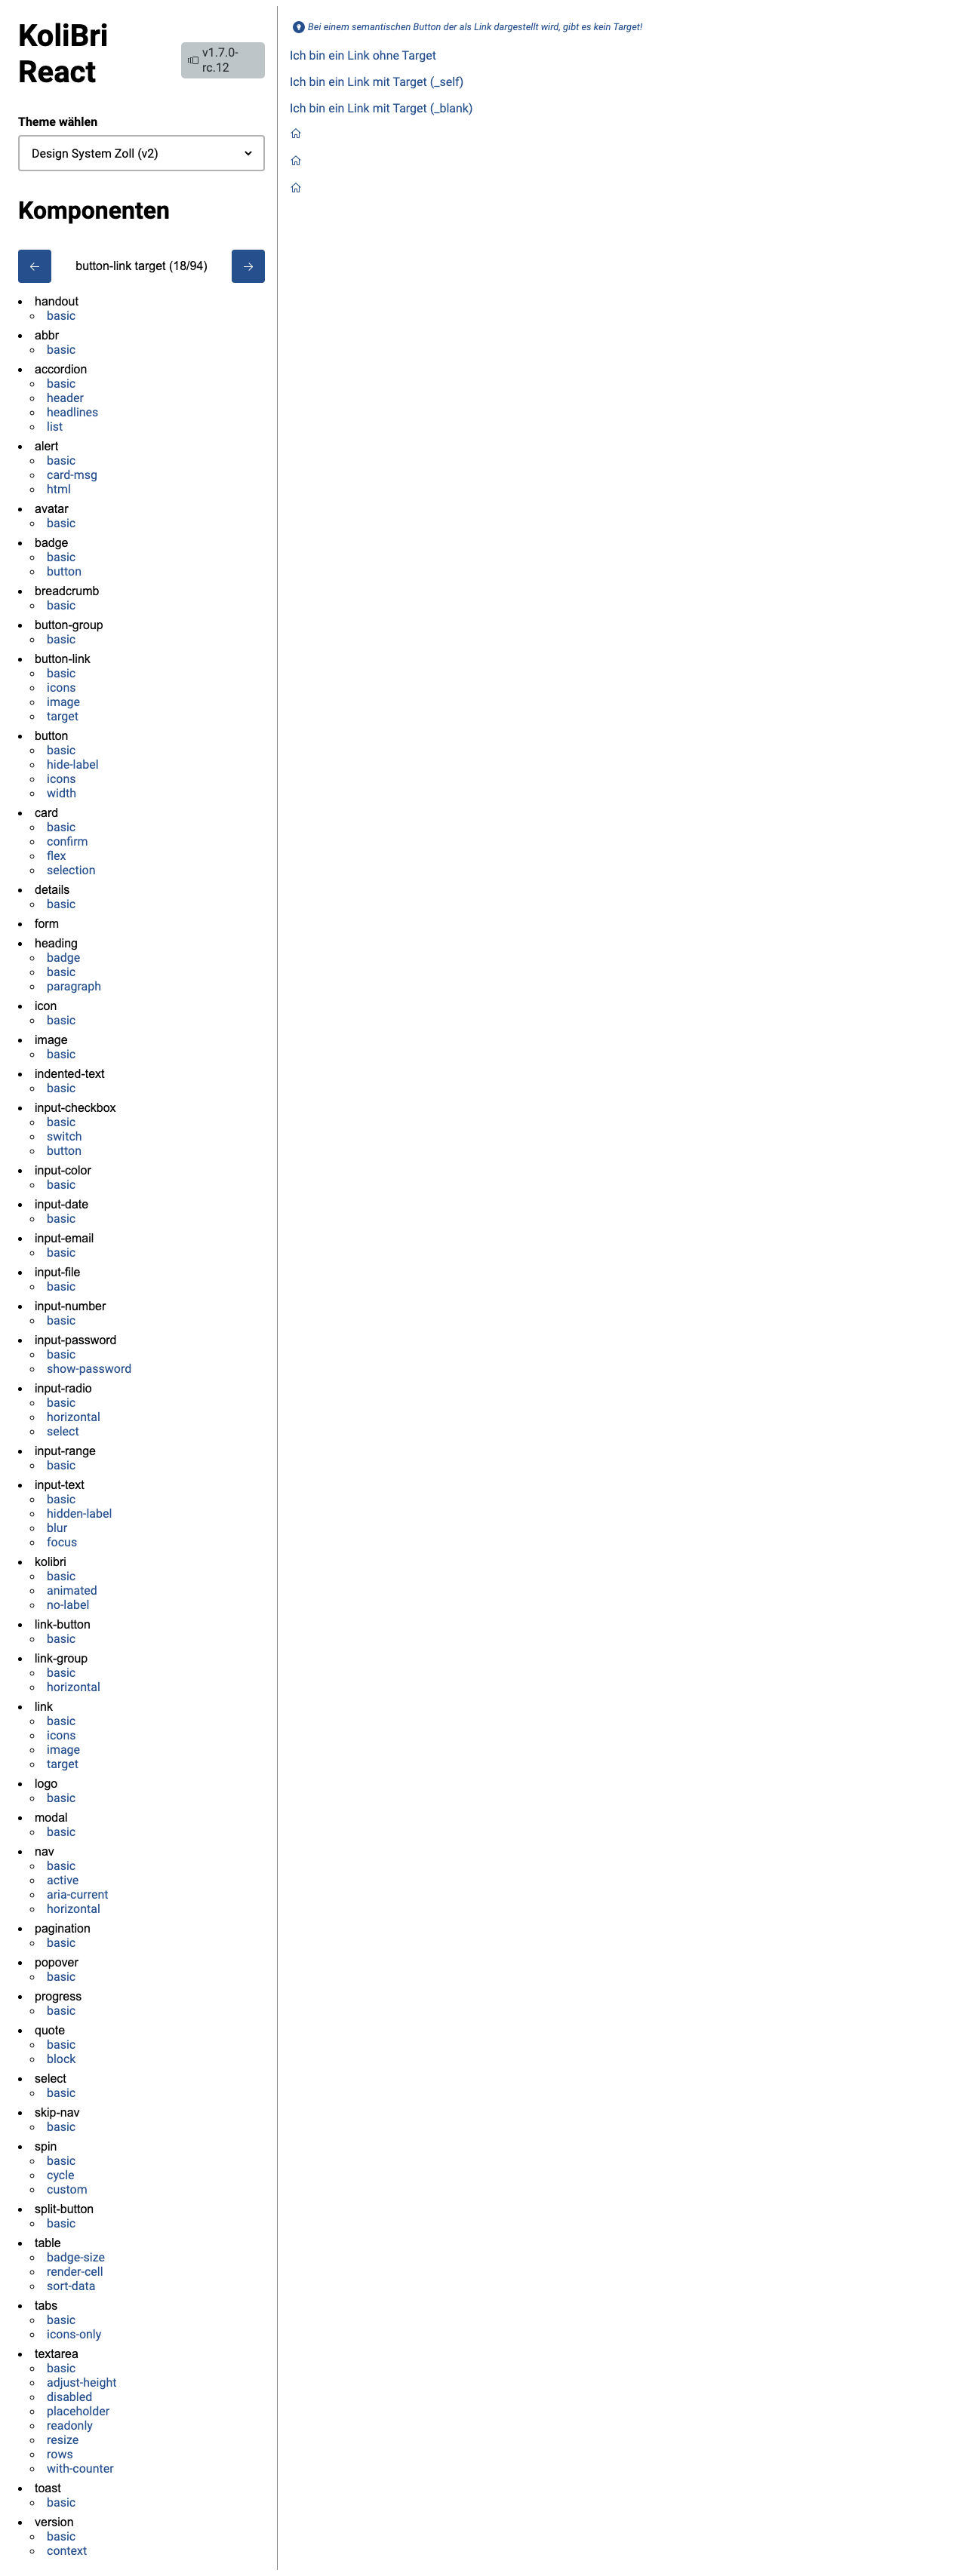 KoliBri
React
v1.7.0-
rc.12
Theme wählen
Design System Zoll (v2)
Komponenten
button-link target (18/94)
handout
basic
abbr
basic
accordion
basic
header
headlines
list
alert
basic
card-msg
html
avatar
basic
badge
basic
button
breadcrumb
basic
button-group
basic
button-link
basic
icons
image
target
button
basic
hide-label
icons
width
card
basic
confirm
flex
selection
details
basic
form
heading
badge
basic
paragraph
icon
basic
image
basic
indented-text
basic
input-checkbox
basic
switch
button
input-color
basic
input-date
basic
input-email
basic
input-file
basic
input-number
basic
input-password
basic
show-password
input-radio
basic
horizontal
select
input-range
basic
input-text
basic
hidden-label
blur
focus
kolibri
basic
animated
no-label
link-button
basic
link-group
basic
horizontal
link
basic
icons
image
target
logo
basic
modal
basic
nav
basic
active
aria-current
horizontal
pagination
basic
popover
basic
progress
basic
quote
basic
block
select
basic
skip-nav
basic
spin
basic
cycle
custom
split-button
basic
table
badge-size
render-cell
sort-data
tabs
basic
icons-only
textarea
basic
adjust-height
disabled
placeholder
readonly
resize
rows
with-counter
toast
basic
version
basic
context
Bei einem semantischen Button der als Link dargestellt wird, gibt es kein Target!
Ich bin ein Link ohne Target
Ich bin ein Link mit Target (_self)
Ich bin ein Link mit Target (_blank)